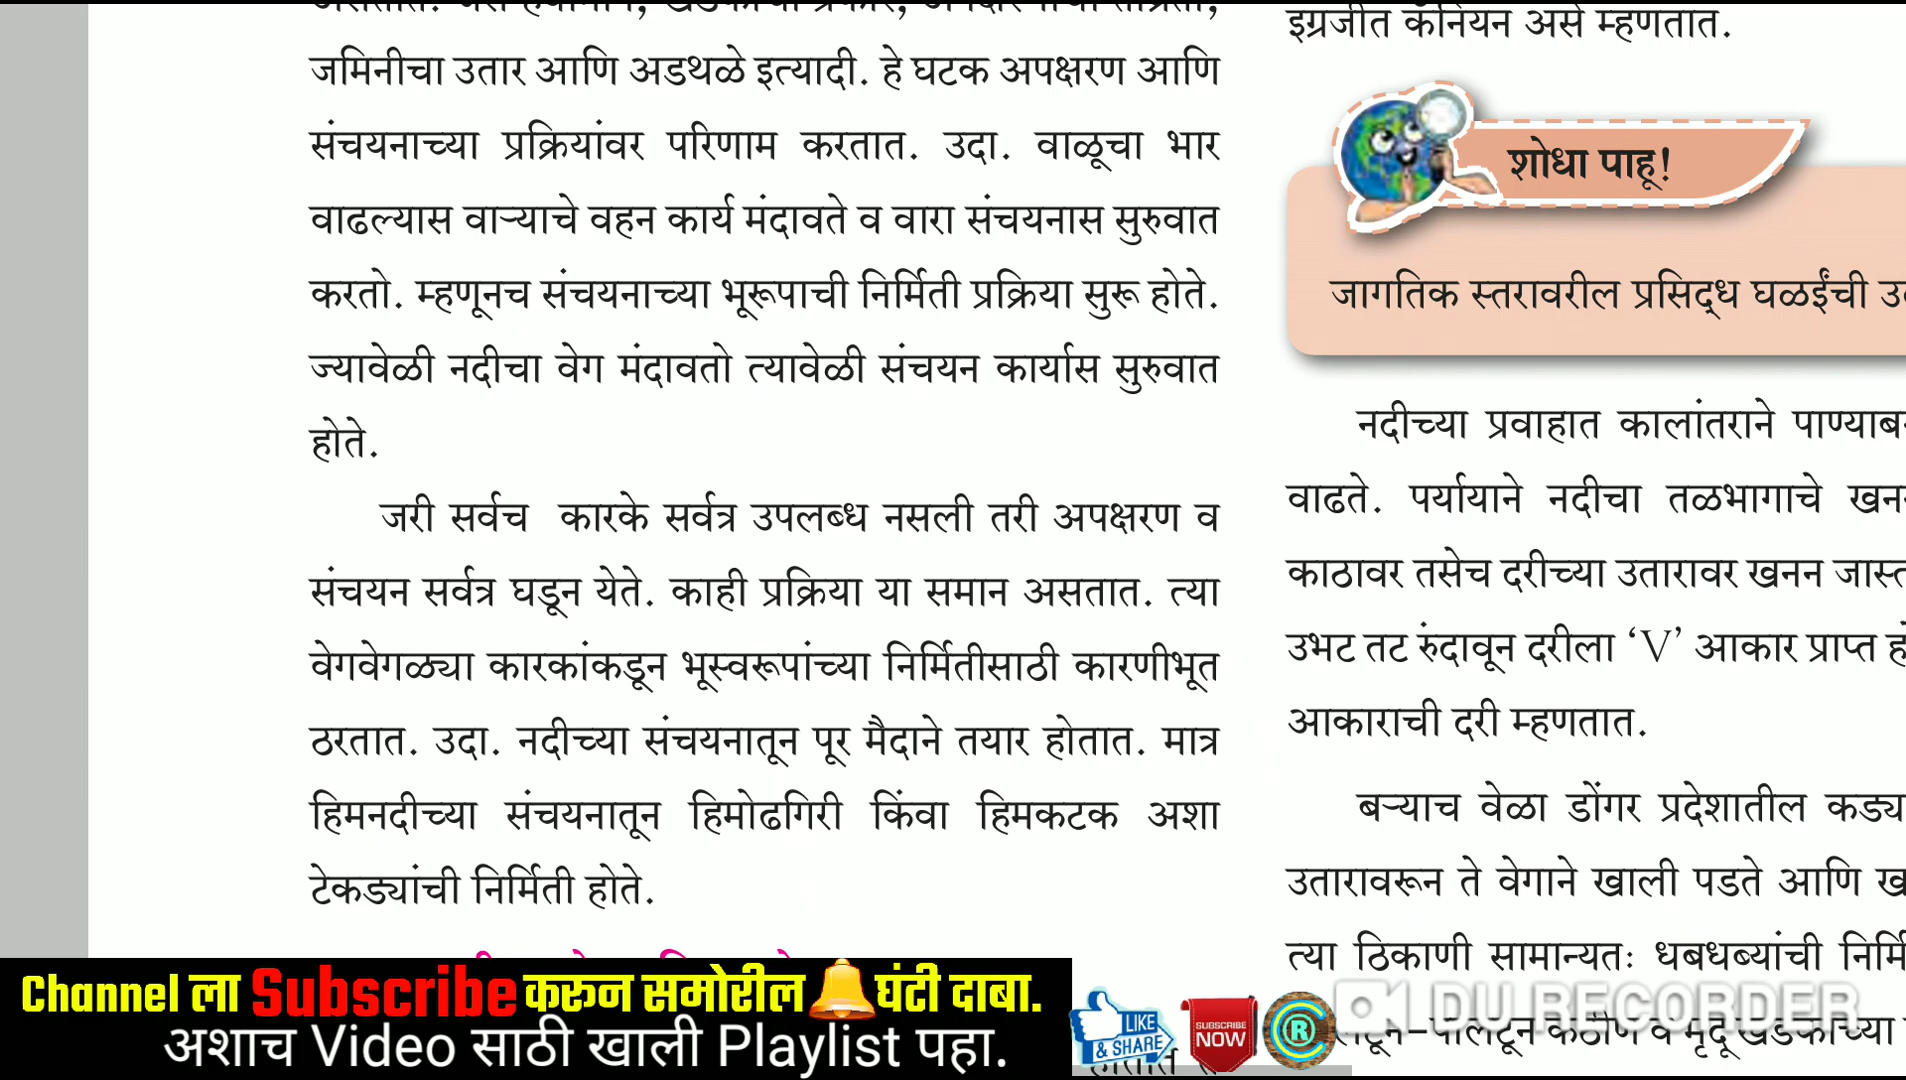 जमिनीचा उतार आणि अडथळे इत्यादी. हे घटक अपक्षरण आणि
संचयनाच्या प्रक्रियांवर परिणाम करतात. उदा. वाळूचा भार
वाढल्यास वाऱ्याचे वहन कार्य मंदावते व वारा संचयनास सुरुवात
करतो. म्हणूनच संचयनाच्या भूरूपाची निर्मिती प्रक्रिया सुरू होते.
ज्यावेळी नदीचा वेग मंदावतो त्यावेळी संचयन कार्यास सुरुवात
होते.
जरी सर्वच कारके सर्वत्र उपलब्ध नसली तरी अपक्षरण व
संचयन सर्वत्र घडून येते. काही प्रक्रिया या समान असतात. त्या
वेगवेगळ्या कारकांकडून भूस्वरूपांच्या निर्मितीसाठी कारणीभूत
ठरतात. उदा. नदीच्या संचयनातून पूर मैदाने तयार होतात. मात्र
हिमनदीच्या संचयनातून हिमोढगिरी किंवा हिमकटक अशा
टेकड्यांची निर्मिती होते.
इंग्रजीत कॅनियन असे म्हणतात.
शोधा पाहू!
जागतिक स्तरावरील प्रसिद्ध घळईंची
नदीच्या प्रवाहात कालांतराने
वाढते. पर्यायाने नदीचा तळभागाचे
काठावर तसेच दरीच्या उतारावर खनन
उभट तट रुंदावून दरीला ‘V’ आकार प्राप्त
आकाराची दरी म्हणतात.
बऱ्याच वेळा डोंगर प्रदेशातील
उतारावरून ते वेगाने खाली पडते आणि
त्या ठिकाणी सामान्यतः धबधब्यांची
कठीण व मृदू खडकाच्या
Channel ला Subscribe करून समोरील घंटी दाबा.
अशाच Video साठी खाली Playlist पहा.
LIKE
& SHARE
SUBSCRIBE
NOW
R
DU RECORDER